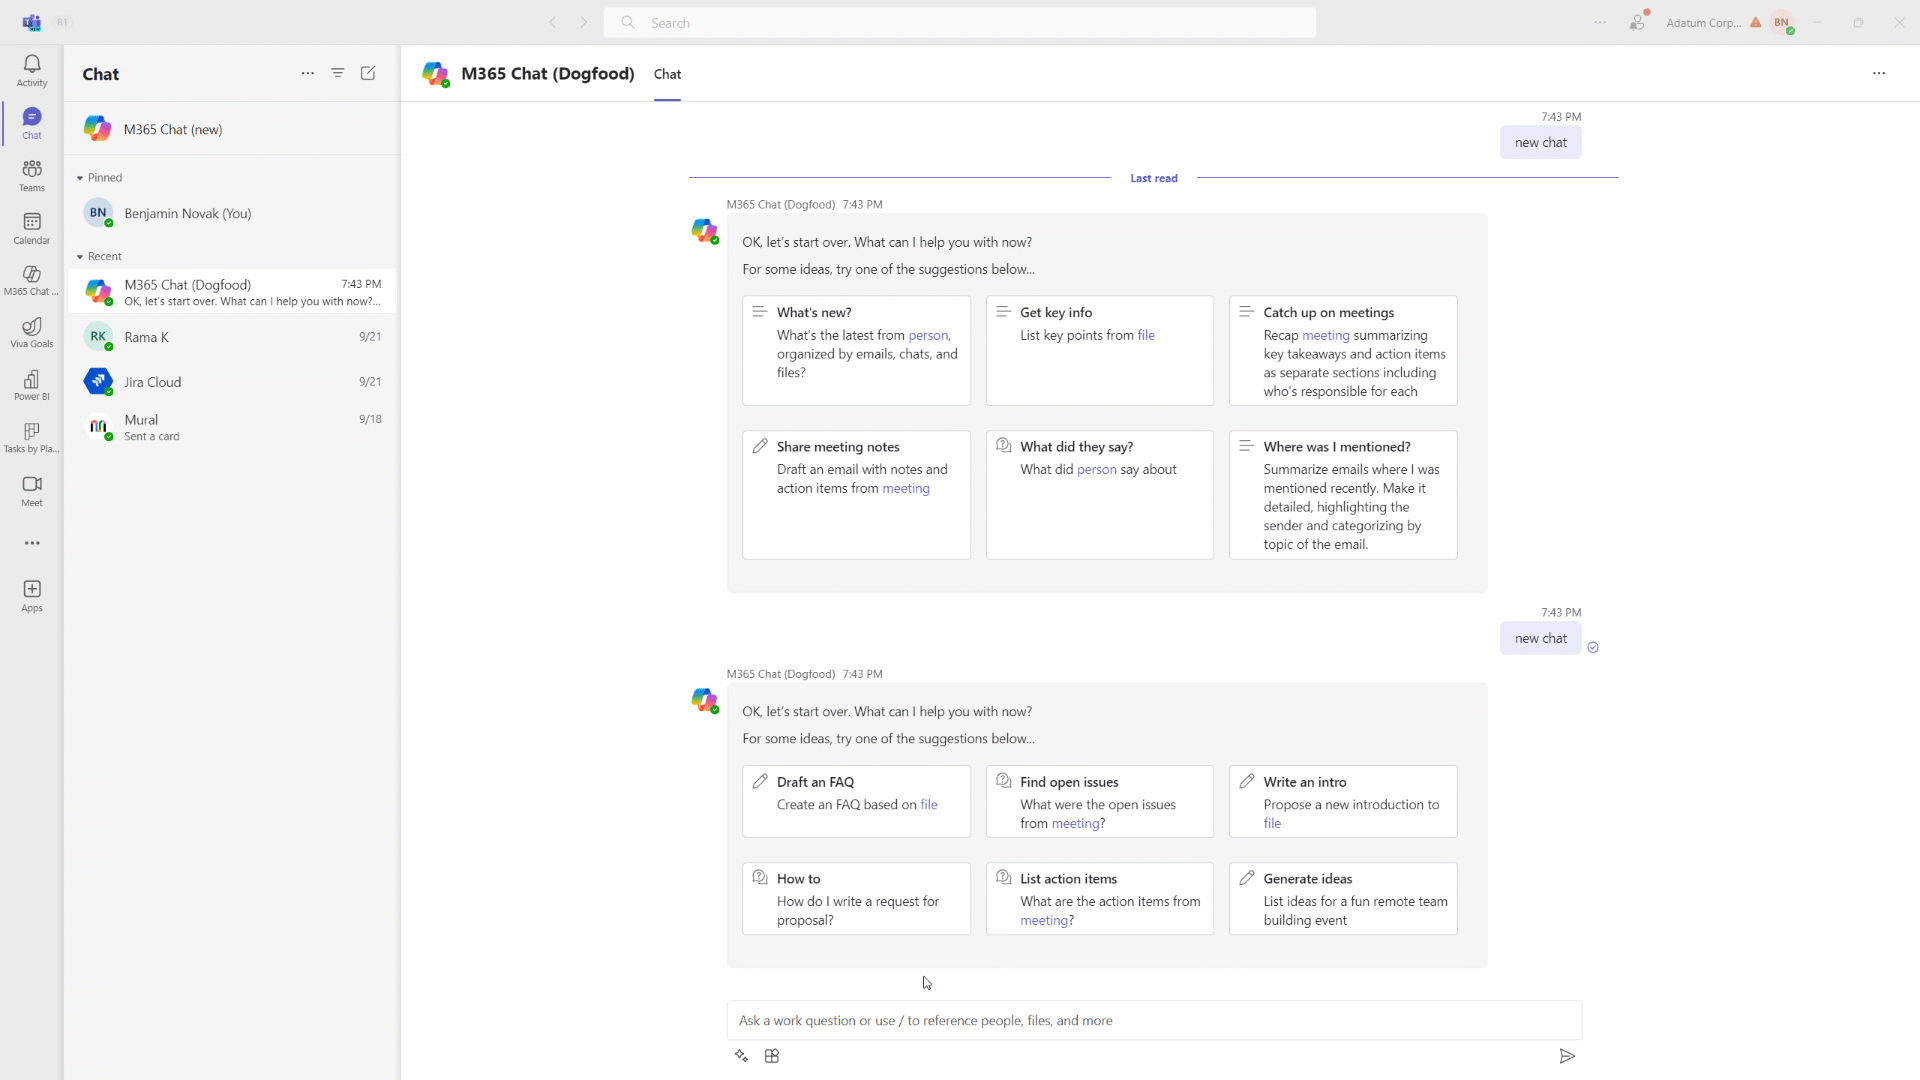 R1
Search
Adatum Corp...
BN
Activity
Chat
Teams
Calendar
M365 Chat ...
Viva Goals
Power BI
Tasks by Pla...
Meet
Apps
Chat
M365 Chat (new)
Pinned
BN
Benjamin Novak (You)
Recent
M365 Chat (Dogfood)
7:43 PM
OK, let's start over. What can I help you with now?...
RK
Rama K
9/21
Jira Cloud
9/21
Mural
9/18
Sent a card
M365 Chat (Dogfood)
Chat
7:43 PM
new chat
Last read
M365 Chat (Dogfood) 7:43 PM
OK, let's start over. What can I help you with now?
For some ideas, try one of the suggestions below...
What's new?
What's the latest from person,
organized by emails, chats, and
files?
Get key info
List key points from file
Catch up on meetings
Recap meeting summarizing
key takeaways and action items
as separate sections including
who's responsible for each
Share meeting notes
Draft an email with notes and
action items from meeting
What did they say?
What did person say about
Where was I mentioned?
Summarize emails where I was
mentioned recently. Make it
detailed, highlighting the
sender and categorizing by
topic of the email.
7:43 PM
new chat
M365 Chat (Dogfood) 7:43 PM
OK, let's start over. What can I help you with now?
For some ideas, try one of the suggestions below...
Draft an FAQ
Create an FAQ based on file
Find open issues
What were the open issues
from meeting?
Write an intro
Propose a new introduction to
file
How to
How do I write a request for
proposal?
List action items
What are the action items from
meeting?
Generate ideas
List ideas for a fun remote team
building event
Ask a work question or use / to reference people, files, and more